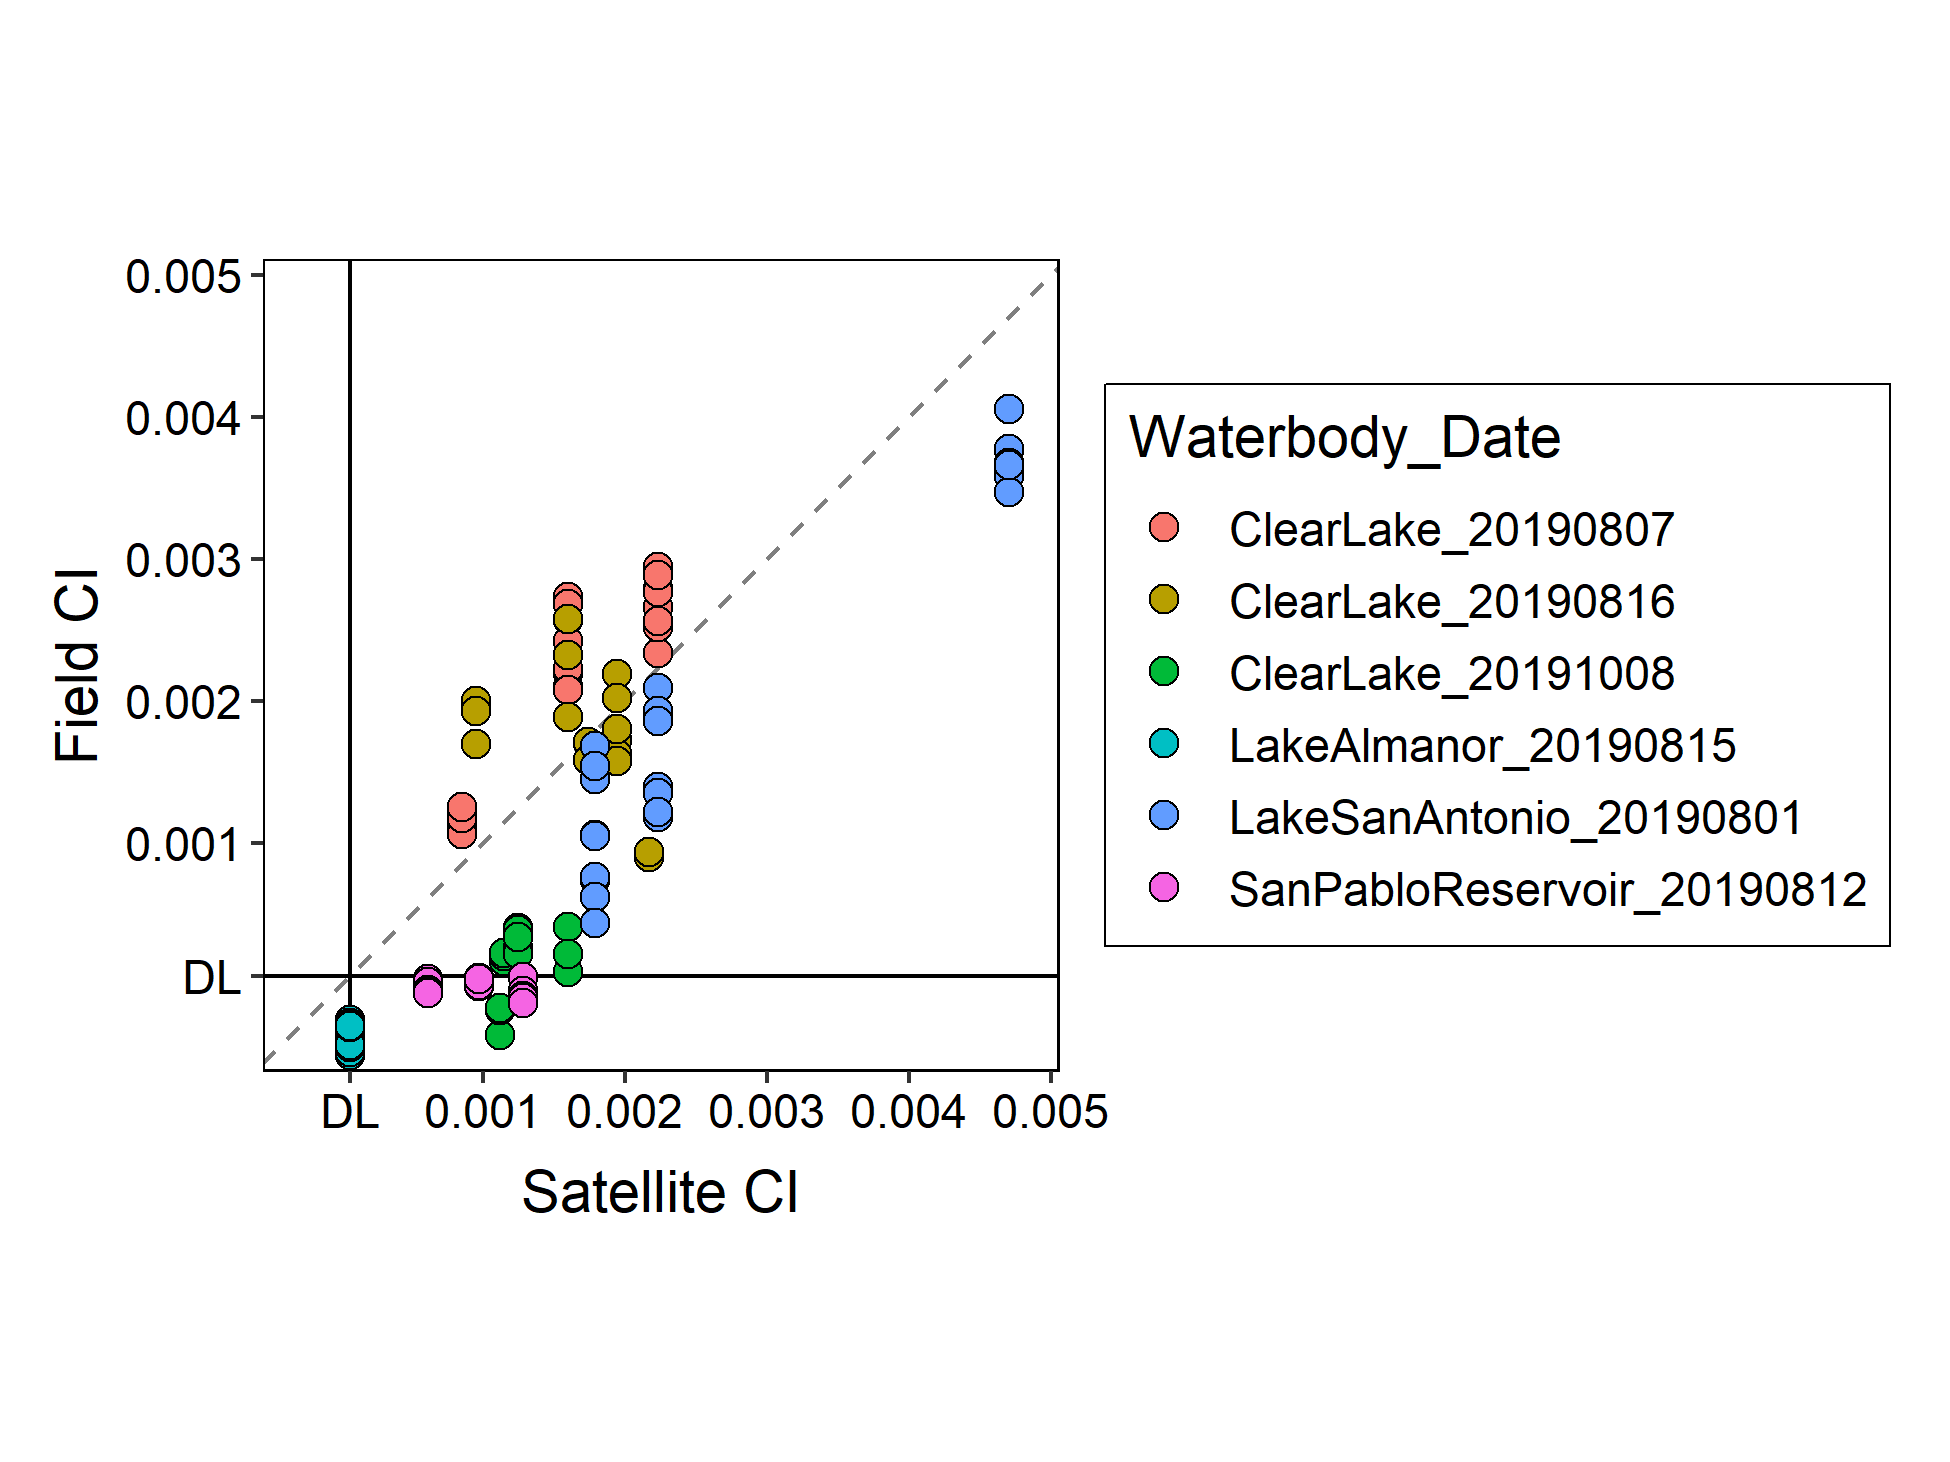 0.005
0.004
0.003
0.002
0.001
DL
Field CI
DL 0.001 0.002 0.003 0.004 0.005
Satellite CI
Waterbody_Date
ClearLake_20190807
ClearLake_20190816
ClearLake_20191008
LakeAlmanor_20190815
LakeSanAntonio_20190801
SanPabloReservoir_20190812